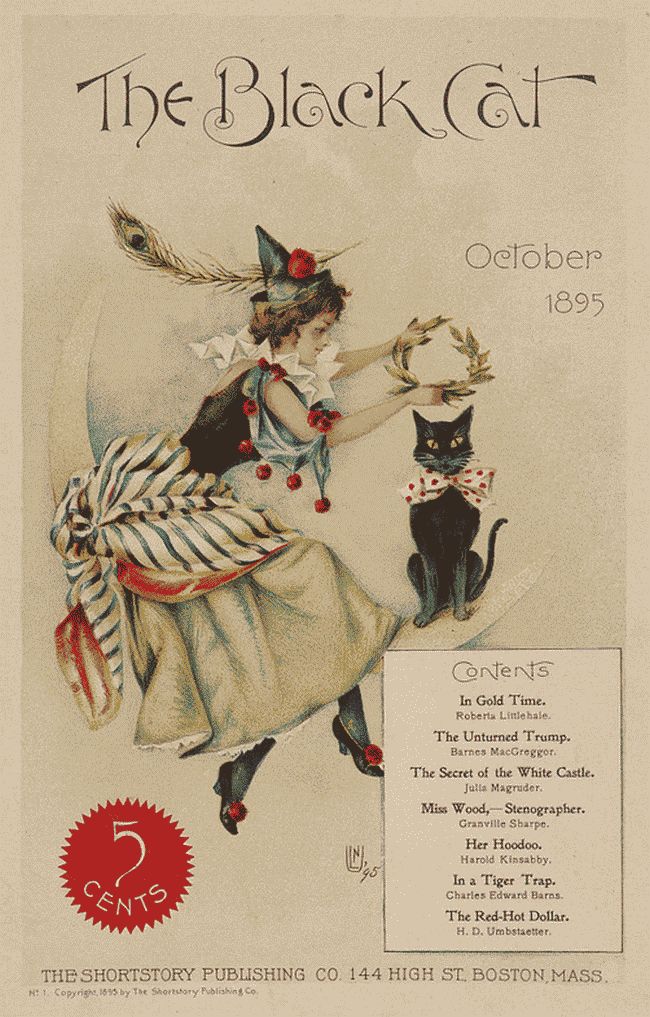 The Black Cat
October
1895
Contents
In Gold Time.
Roberta Littlehale.
The Unturned Trump.
Barnes MacGreggor.
The Secret of the White Castle.
Julia Magruder.
Miss Wood,—Stenographer.
Granville Sharpe.
Her Hoodoo.
Harold Kinsabby.
In a Tiger Trap.
Charles Edward Barns.
The Red-Hot Dollar.
H. D. Umbstaetter.
5
CENTS
'95
THE SHORTSTORY PUBLISHING CO. 144 HIGH ST, BOSTON, MASS.
No 1. Copyright, 1895 by The Shortstory Publishing Co.